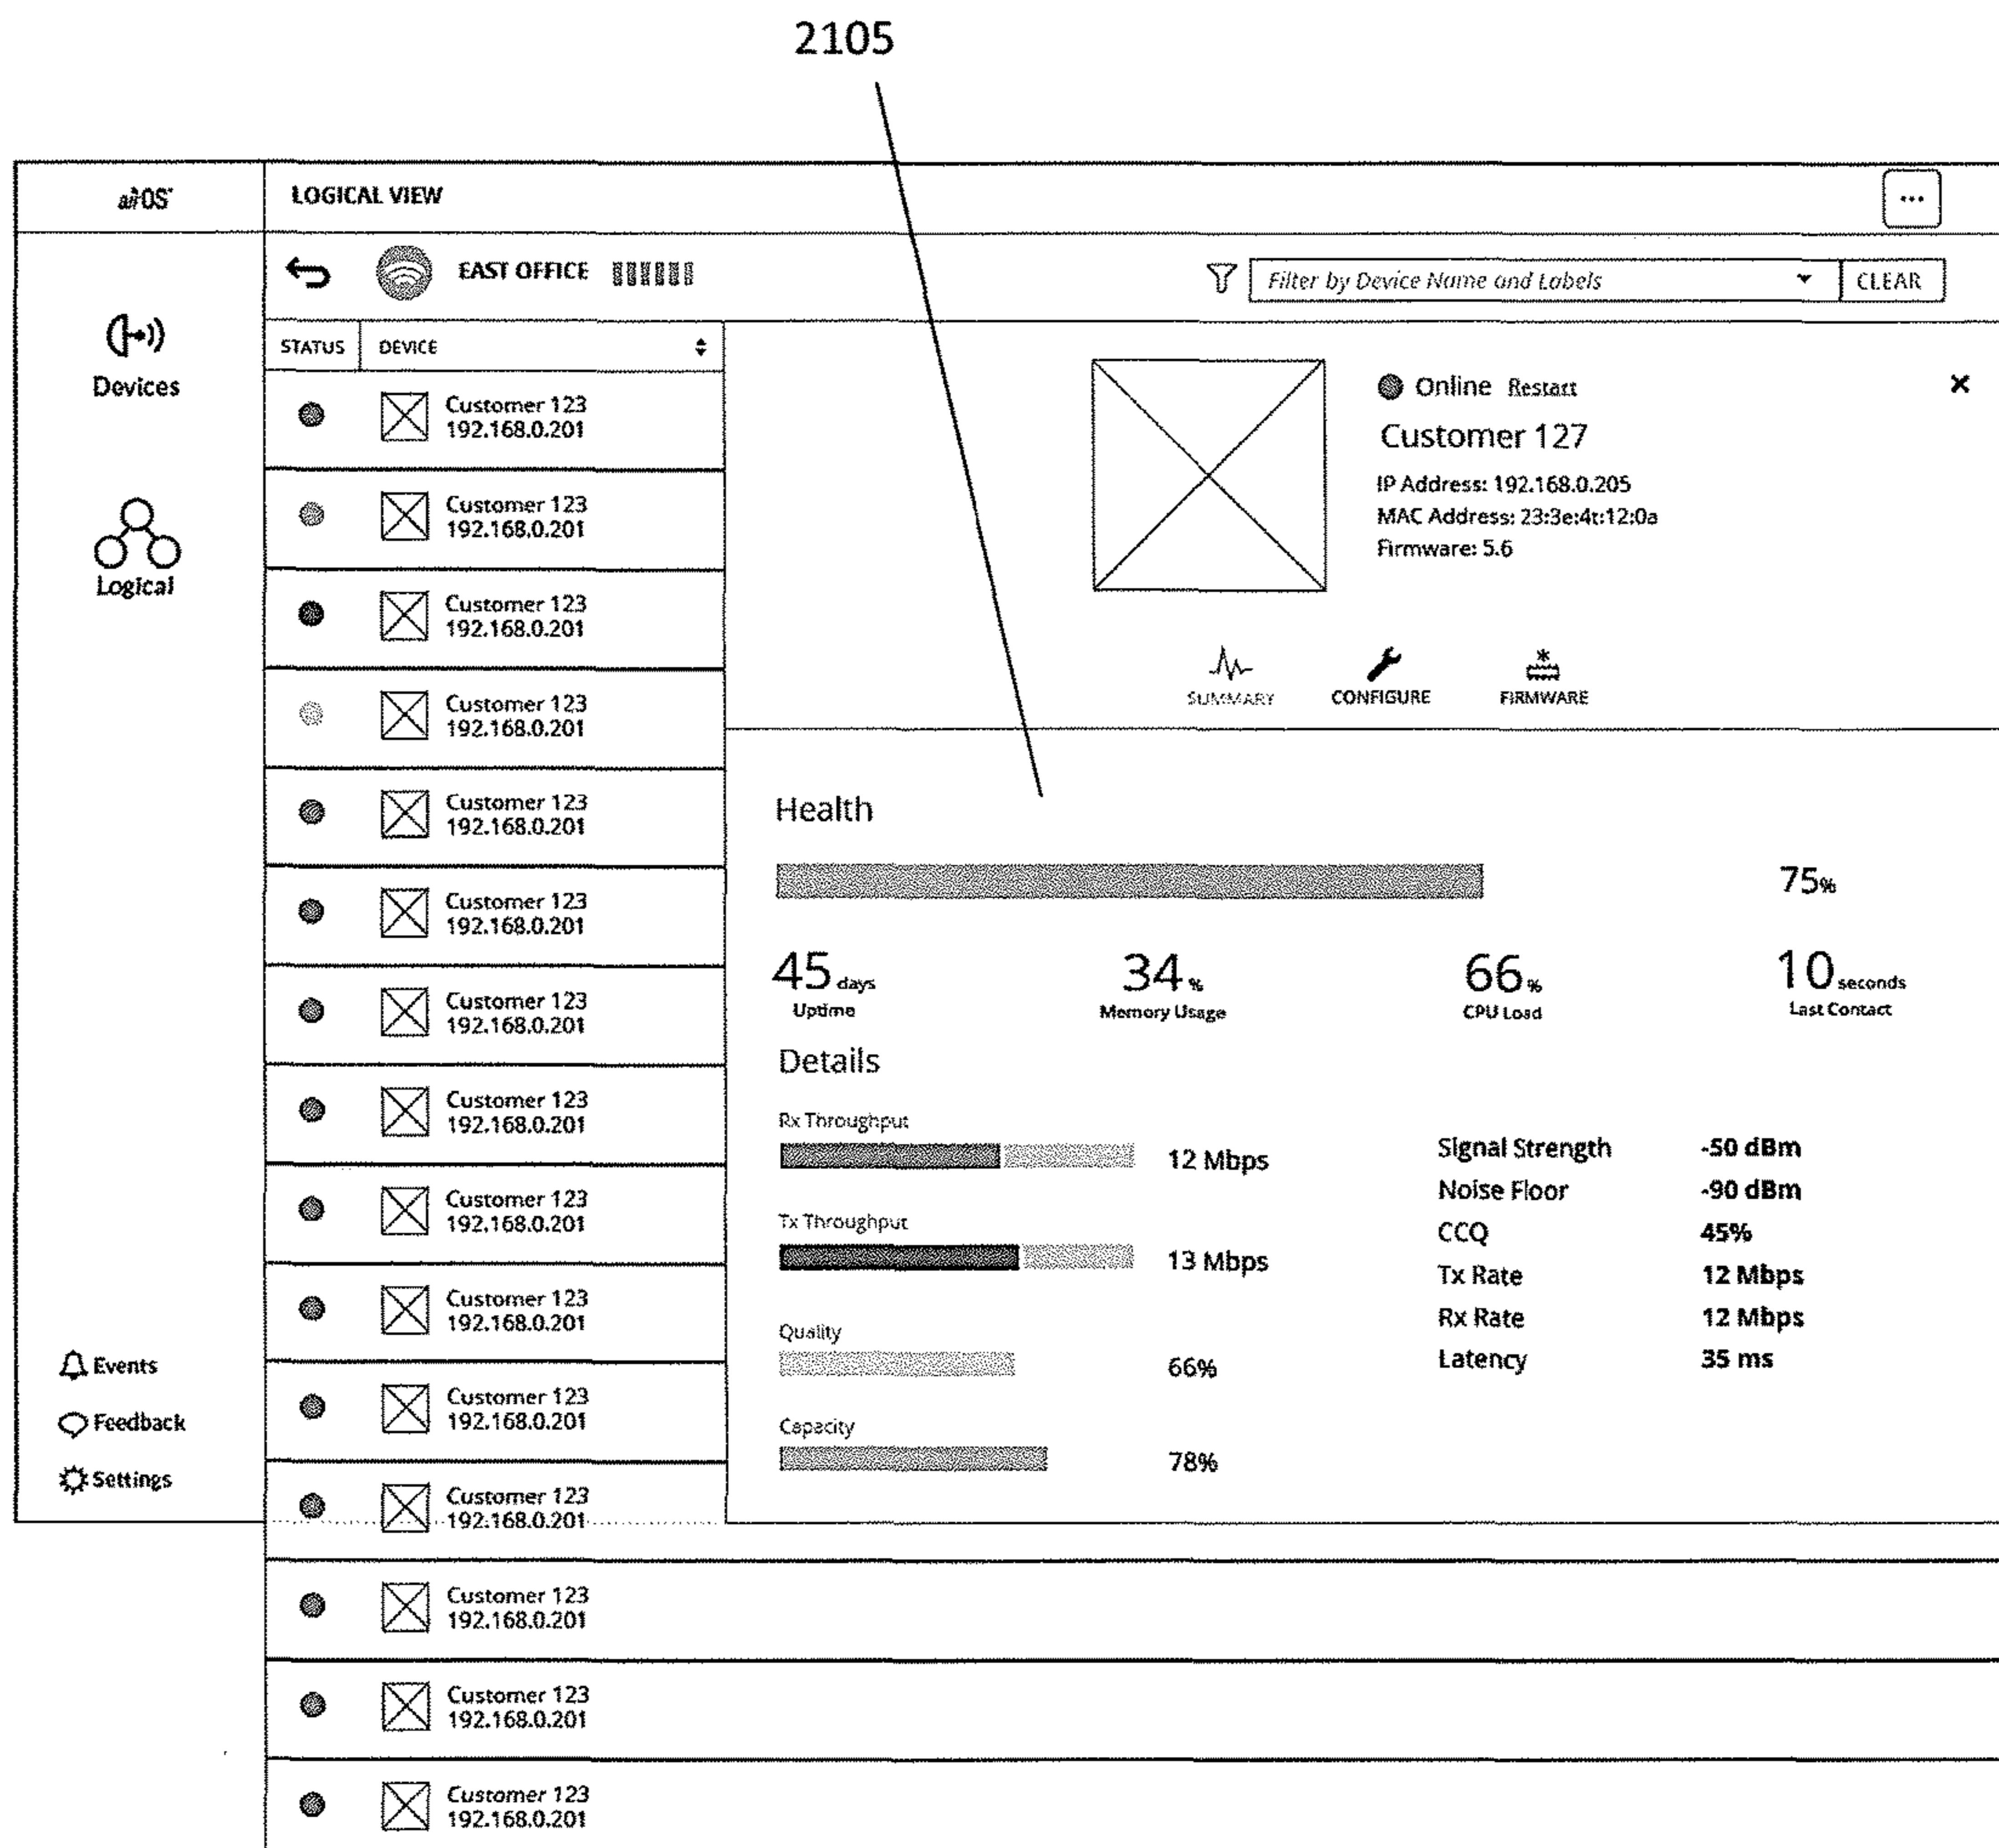 2105
airOS™
LOGICAL VIEW
...
EAST OFFICE
Filter by Device Name and Labels
CLEAR
Devices
Logical
Events
Feedback
Settings
STATUS
DEVICE
Customer 123
192.168.0.201
Customer 123
192.168.0.201
Customer 123
192.168.0.201
Customer 123
192.168.0.201
Customer 123
192.168.0.201
Customer 123
192.168.0.201
Customer 123
192.168.0.201
Customer 123
192.168.0.201
Customer 123
192.168.0.201
Customer 123
192.168.0.201
Customer 123
192.168.0.201
Customer 123
192.168.0.201
Customer 123
192.168.0.201
Customer 123
192.168.0.201
Customer 123
192.168.0.201
Online Restart
Customer 127
IP Address: 192.168.0.205
MAC Address: 23:3e:4t:12:0a
Firmware: 5.6
SUMMARY
CONFIGURE
FIRMWARE
Health
75%
45 days
Uptime
34 %
Memory Usage
66 %
CPU Load
10 seconds
Last Contact
Details
Rx Throughput
12 Mbps
Tx Throughput
13 Mbps
Quality
66%
Capacity
78%
Signal Strength -50 dBm
Noise Floor -90 dBm
CCQ 45%
Tx Rate 12 Mbps
Rx Rate 12 Mbps
Latency 35 ms